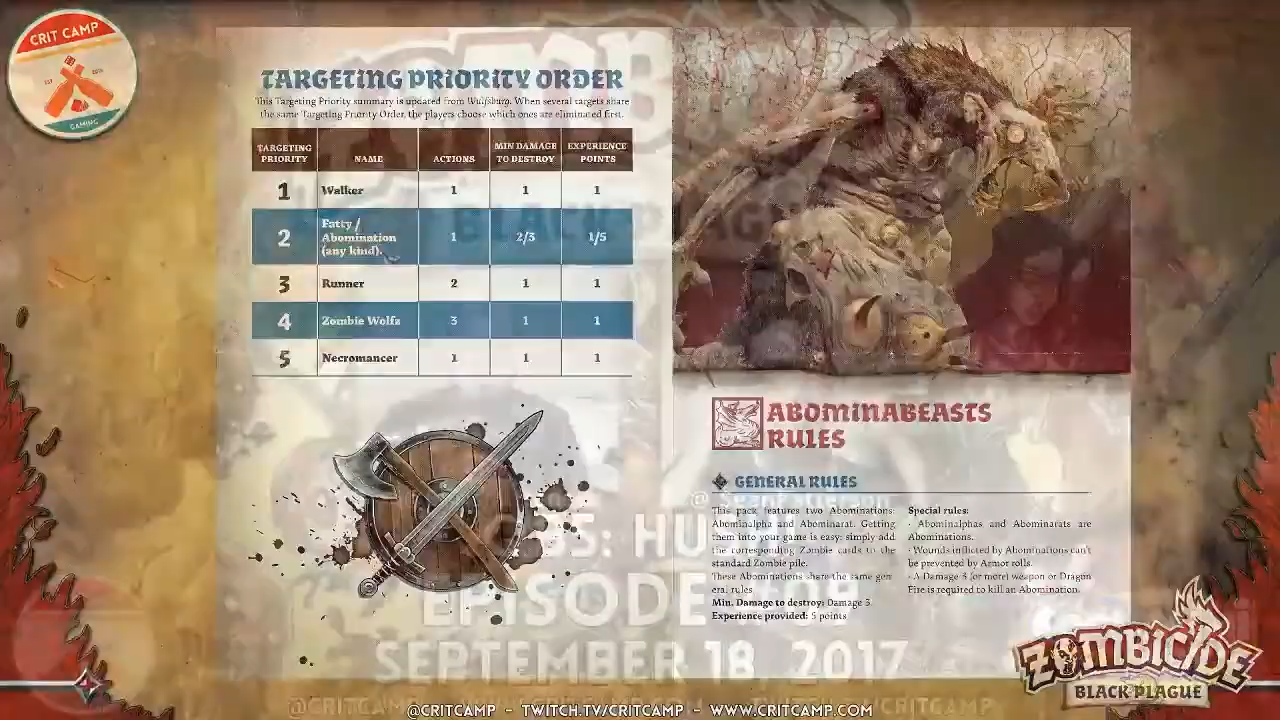 CRIT CAMP
GAMING
TARGETING PRIORITY ORDER
This Targeting Priority summary is updated from Wulfsburg. When several targets share
the same Targeting Priority Order, the players choose which ones are eliminated first.
TARGETING PRIORITY NAME ACTIONS MIN DAMAGE TO DESTROY EXPERIENCE POINTS
1 Walker 1 1 1
2 Fatty / Abomination (any kind). 1 2/3 1/5
3 Runner 2 1 1
4 Zombie Wolfz 3 1 1
5 Necromancer 1 1 1
ABOMINABEASTS
RULES
GENERAL RULES
This pack features two Abominations:
Abominalpha and Abominarat. Getting
them into your game is easy: simply add
the corresponding Zombie cards to the
standard Zombie pile.
These Abominations share the same gen
eral rules
Min. Damage to destroy: Damage 3
Experience provided: 5 points
Special rules:
· Abominalphas and Abominarats are
Abominations.
· Wounds inflicted by Abominations can't
be prevented by Armor rolls.
· A Damage 3 (or more) weapon or Dragon
Fire is required to kill an Abomination.
BLACK PLAG
@SeanPatterson
SS: HU
EPISODE
SEPTEMBER 18, 2017
ZOMBICIDE
BLACK PLAGUE
@CRITCAMP - TWITCH.TV/CRITCAMP - WWW.CRITCAMP.COM